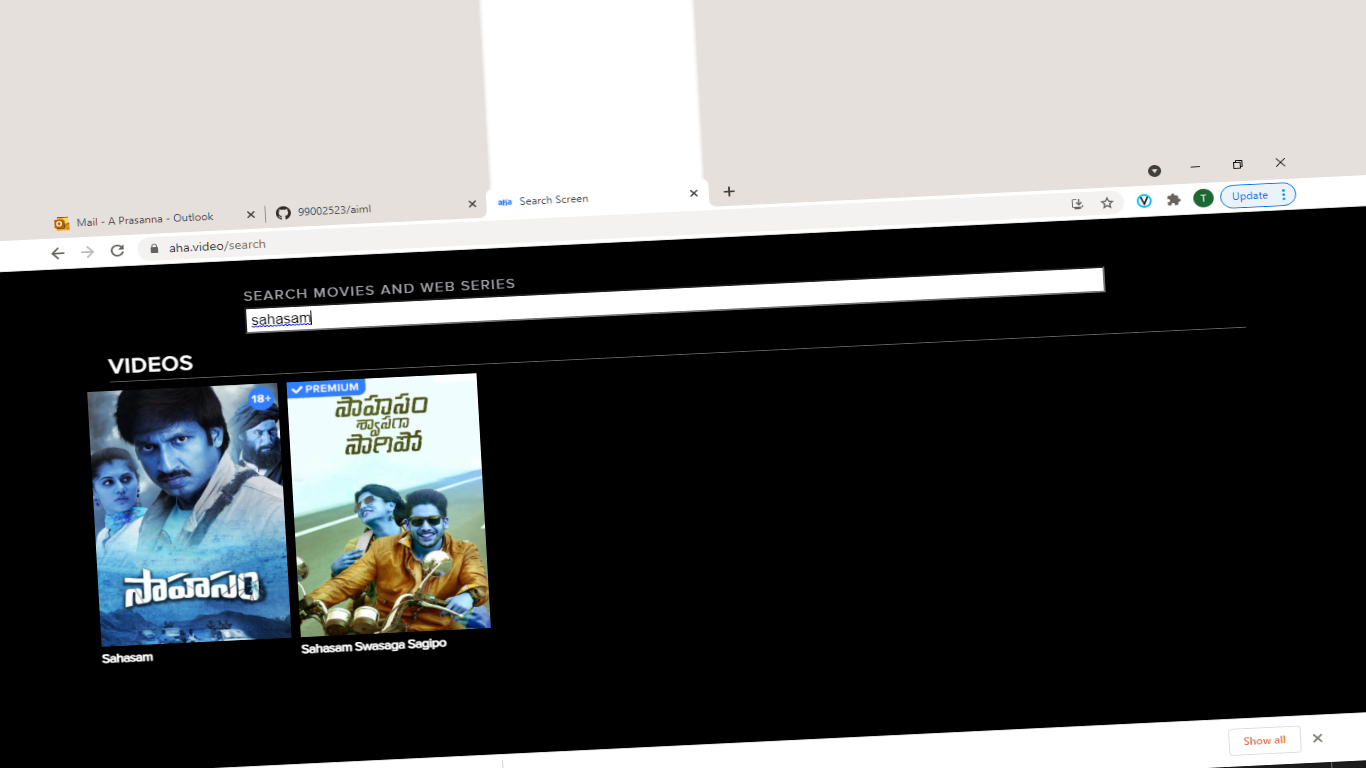 Mail - A Prasanna - Outlook
99002523/aiml
aha Search Screen
aha.video/search
T
Update
SEARCH MOVIES AND WEB SERIES
sahasam
VIDEOS
18+
సాహసం
Sahasam
PREMIUM
సాహసం
శ్వాసగా
సాగిపో
Sahasam Swasaga Sagipo
Show all